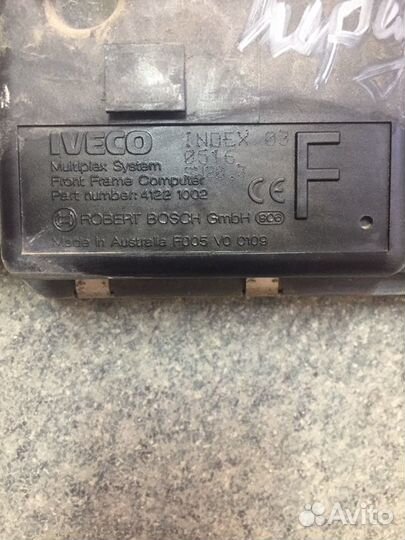 IVECO INDEX 03
Multiplex System 0516
Front Frame Computer
Part number: 4122 1002
ROBERT BOSCH GmbH 906
Made in Australia F005 V0 0109
CE
F
Avito